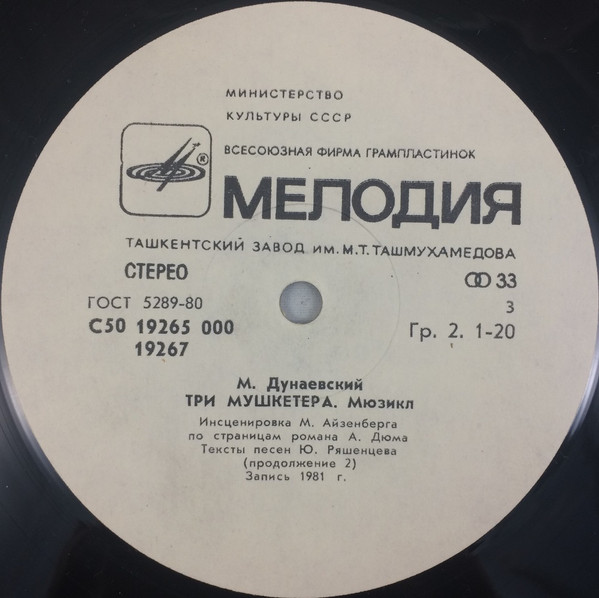 МИНИСТЕРСТВО
КУЛЬТУРЫ СССР
ВСЕСОЮЗНАЯ ФИРМА ГРАМПЛАСТИНОК
®
МЕЛОДИЯ
ТАШКЕНТСКИЙ ЗАВОД ИМ. М.Т. ТАШМУХАМЕДОВА
СТЕРЕО 33
ГОСТ 5289-80 3
С50 19265 000 Гр. 2. 1-20
19267
М. Дунаевский
ТРИ МУШКЕТЕРА. Мюзикл
Инсценировка М. Айзенберга
по страницам романа А. Дюма
Тексты песен Ю. Ряшенцева
(продолжение 2)
Запись 1981 г.